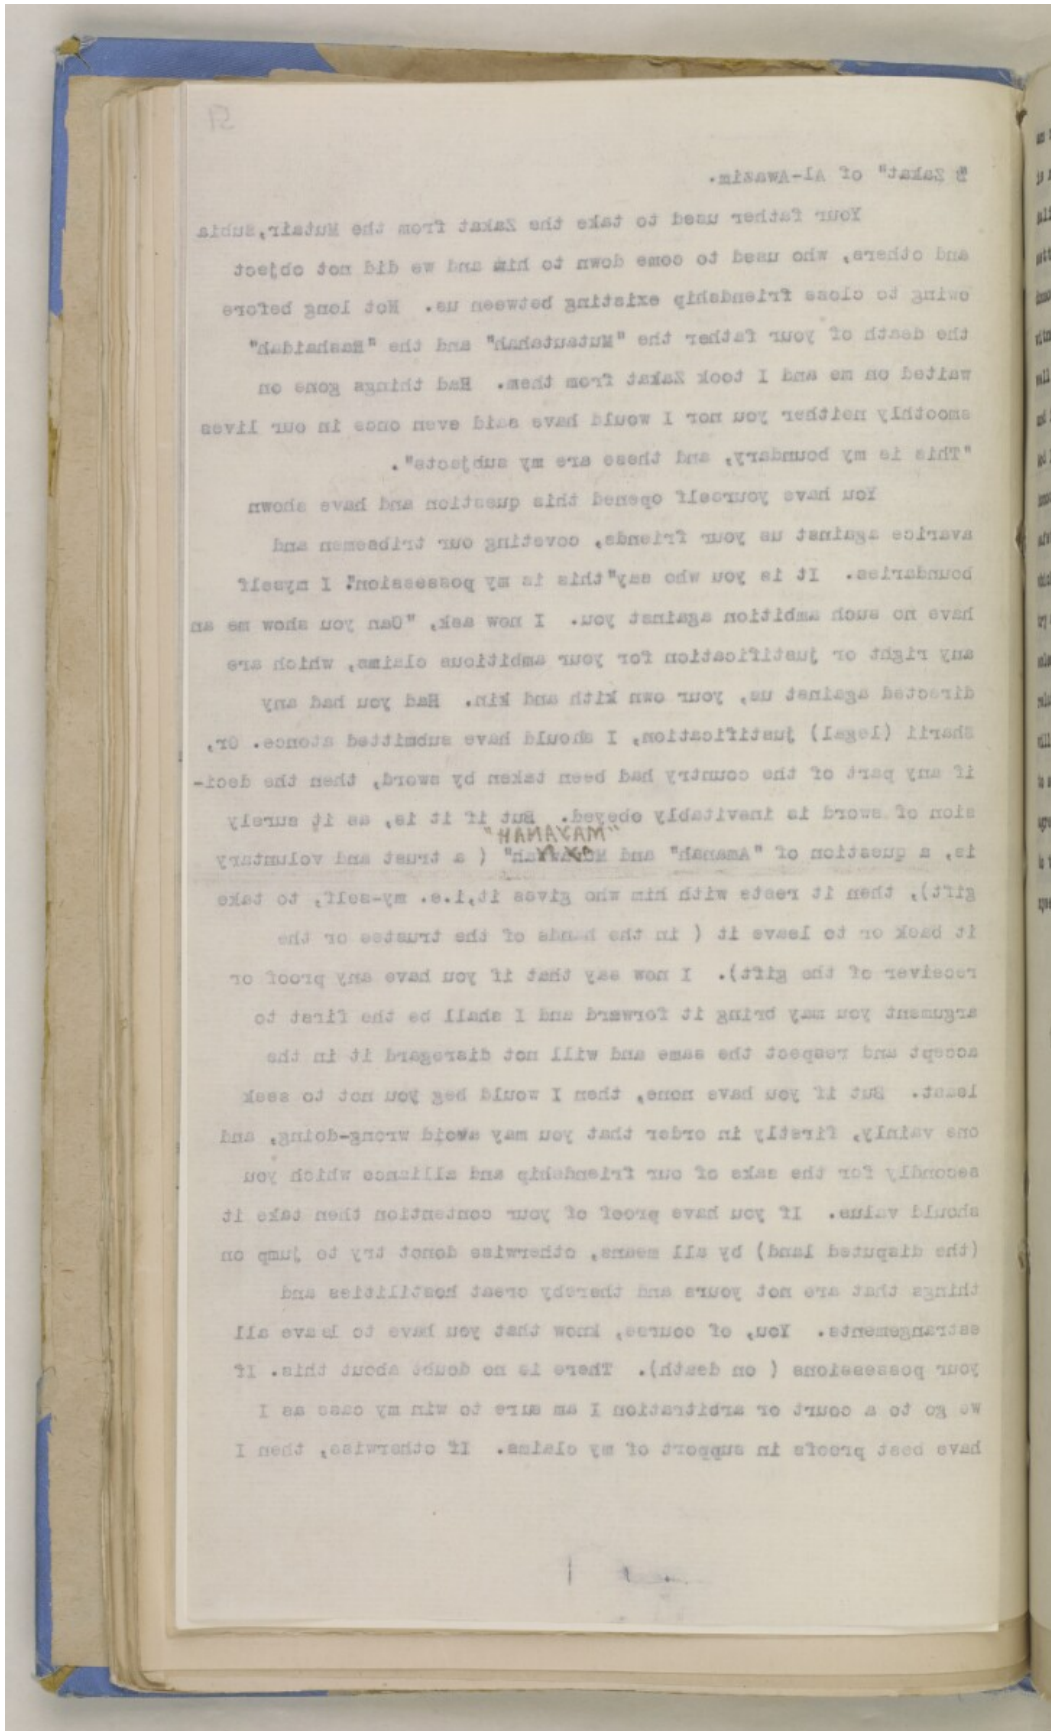 51
"Zakat" of Al-Awazim.
Your father used to take the Zakat from the Mutair, Subia
and others, who used to come down to him and we did not object
owing to close friendship existing between us. Not long before
the death of your father the "Mutautahah" and the "Rashaidah"
waited on me and I took Zakat from them. Had things gone on
smoothly neither you nor I would have said even once in our lives
"This is my boundary, and these are my subjects".
You have yourself opened this question and have shown
avarice against us your friends, coveting our tribesmen and
boundaries. It is you who say"this is my possession". I myself
have no such ambition against you. I now ask, "Can you show me an
any right or justification for your ambitious claims, which are
directed against us, your own kith and kin. Had you had any
Sharii (legal) justification, I should have submitted atonce. Or,
if any part of the country had been taken by sword, then the deci-
sion of sword is inevitably obeyed. But if it is, as it surely
"MAYANAH"
is, a question of "Amanah" and " ( a trust and voluntary
gift), then it rests with him who gives it,i.e. my-self, to take
it back or to leave it ( in the hands of the trustee or the
receiver of the gift). I now say that if you have any proof or
argument you may bring it forward and I shall be the first to
accept and respect the same and will not disregard it in the
least. But if you have none, then I would beg you not to seek
one vainly, firstly in order that you may avoid wrong-doing, and
secondly for the sake of our friendship and alliance which you
should value. If you have proof of your contention then take it
(the disputed land) by all means, otherwise donot try to jump on
things that are not yours and thereby creat hostilities and
estrangements. You, of course, know that you have to leave all
your possessions ( on death). There is no doubt about this. If
we go to a court or arbitration I am sure to win my case as I
have best proofs in support of my claims. If otherwise, then I